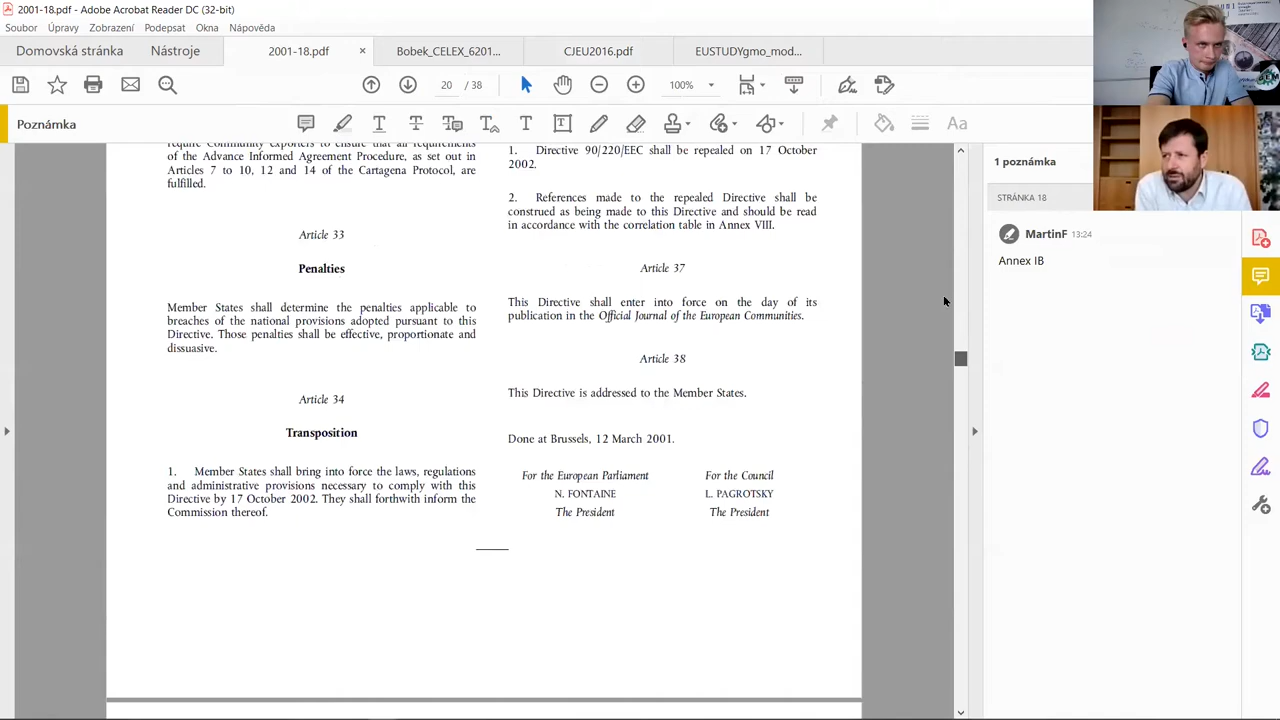 2001-18.pdf - Adobe Acrobat Reader DC (32-bit)
Soubor Úpravy Zobrazení Podepsat Okna Nápověda
Domovská stránka Nástroje 2001-18.pdf × Bobek_CELEX_6201... CJEU2016.pdf EUSTUDYgmo_mod...
20 / 38 100%
Poznámka
require Community exporters to ensure that all requirements
of the Advance Informed Agreement Procedure, as set out in
Articles 7 to 10, 12 and 14 of the Cartagena Protocol, are
fulfilled.
Article 33
Penalties
Member States shall determine the penalties applicable to
breaches of the national provisions adopted pursuant to this
Directive. Those penalties shall be effective, proportionate and
dissuasive.
Article 34
Transposition
1. Member States shall bring into force the laws, regulations
and administrative provisions necessary to comply with this
Directive by 17 October 2002. They shall forthwith inform the
Commission thereof.
1. Directive 90/220/EEC shall be repealed on 17 October
2002.
2. References made to the repealed Directive shall be
construed as being made to this Directive and should be read
in accordance with the correlation table in Annex VIII.
Article 37
This Directive shall enter into force on the day of its
publication in the Official Journal of the European Communities.
Article 38
This Directive is addressed to the Member States.
Done at Brussels, 12 March 2001.
For the European Parliament
N. FONTAINE
The President
For the Council
L. PAGROTSKY
The President
1 poznámka
STRÁNKA 18
MartinF 13:24
Annex IB